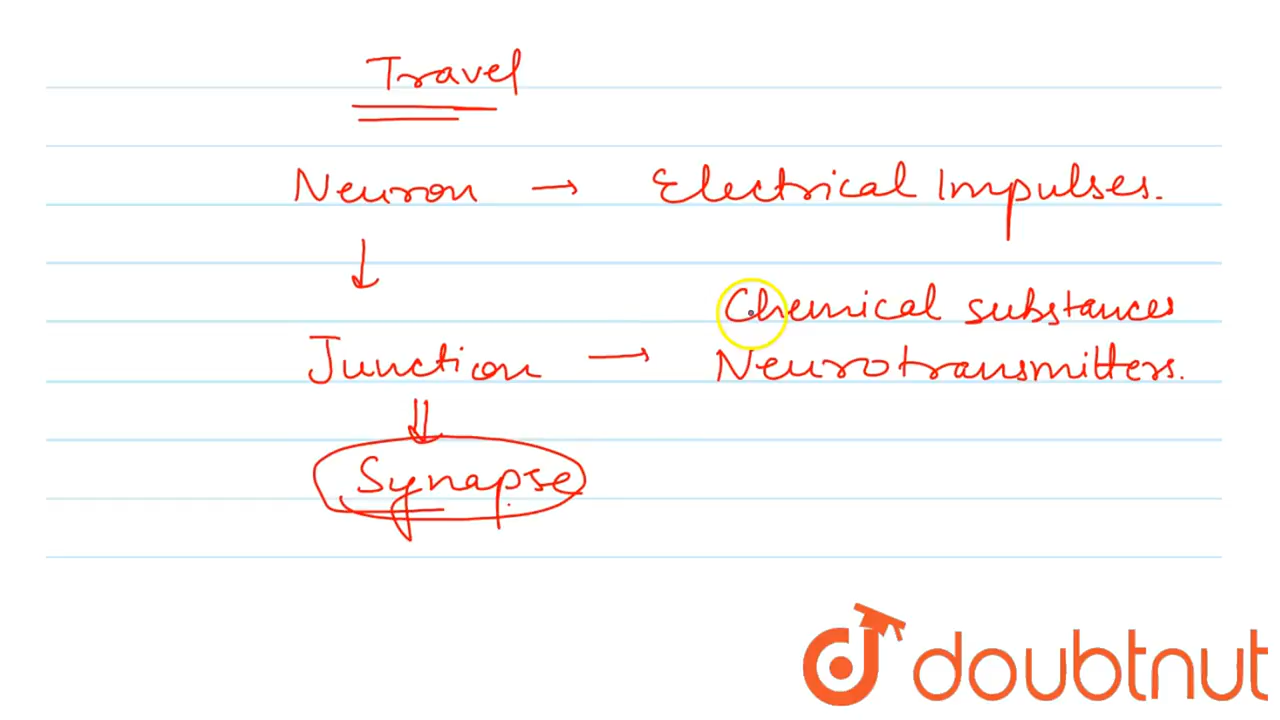 Travel
Neuron → Electrical Impulses.
↓
Chemical substances
Junction → Neurotransmitters.
⇓
Synapse
doubtnut